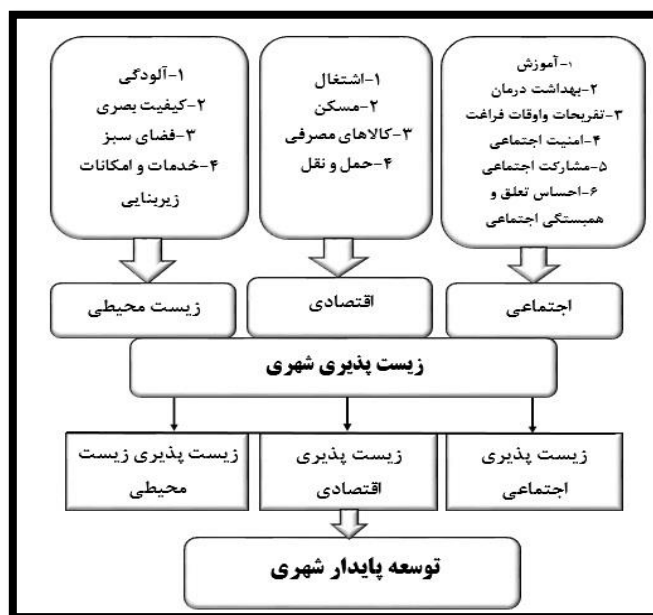 ۱-آموزش
۲-بهداشت درمان
۳-تفریحات واوقات فراغت
۴-امنیت اجتماعی
۵-مشارکت اجتماعی
۶-احساس تعلق و
همبستگی اجتماعی
۱-اشتغال
۲-مسکن
۳-کالاهای مصرفی
۴-حمل و نقل
۱-آلودگی
۲-کیفیت بصری
۳-فضای سبز
۴-خدمات و امکانات
زیربنایی
اجتماعی
اقتصادی
زیست محیطی
زیست پذیری شهری
زیست پذیری
اجتماعی
زیست پذیری
اقتصادی
زیست پذیری زیست
محیطی
توسعه پایدار شهری